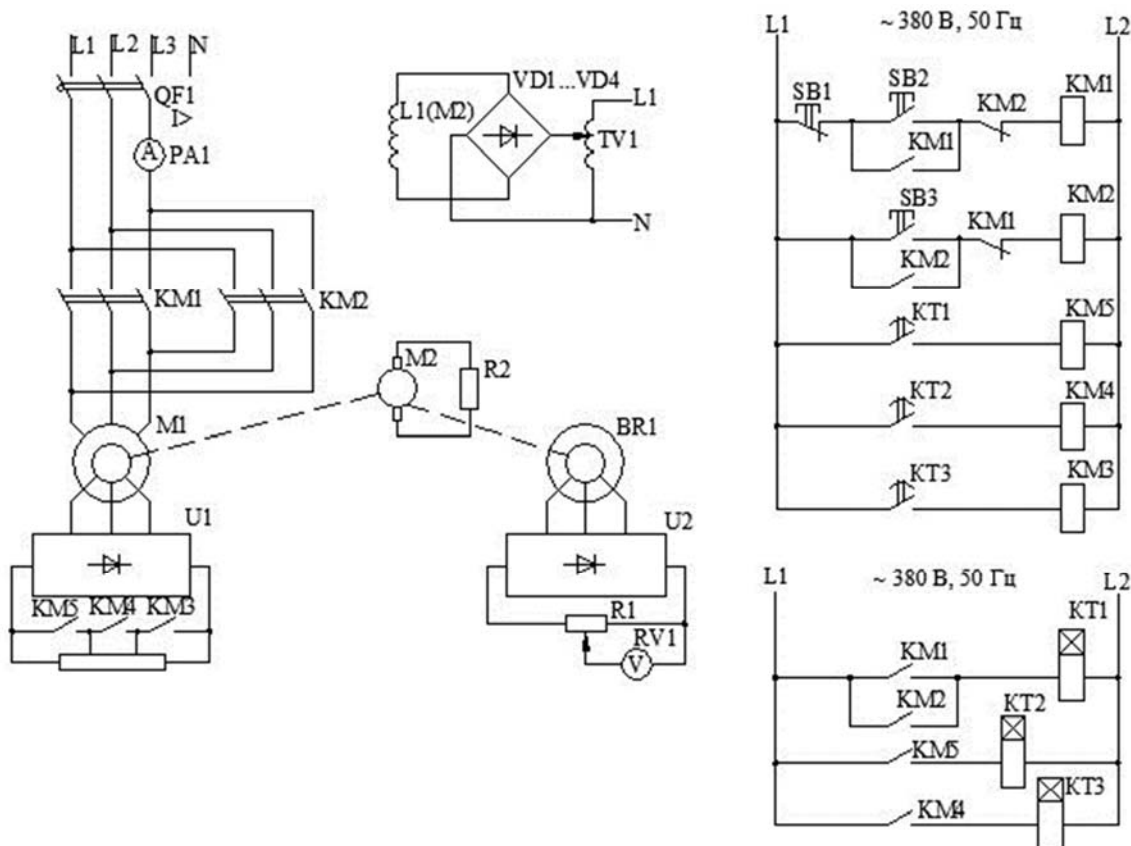 L1 L2 L3 N
QF1
A PA1
KM1 KM2
M1
U1
KM5 KM4 KM3
VD1...VD4
L1(M2)
L1
TV1
N
M2
R2
BR1
U2
R1
RV1
V
~ 380 В, 50 Гц
L1 L2
SB1 SB2 KM2 KM1
KM1
SB3 KM1 KM2
KM2
KT1 KM5
KT2 KM4
KT3 KM3
~ 380 В, 50 Гц
L1 L2
KM1 KT1
KM2 KT2
KM5
KT3
KM4